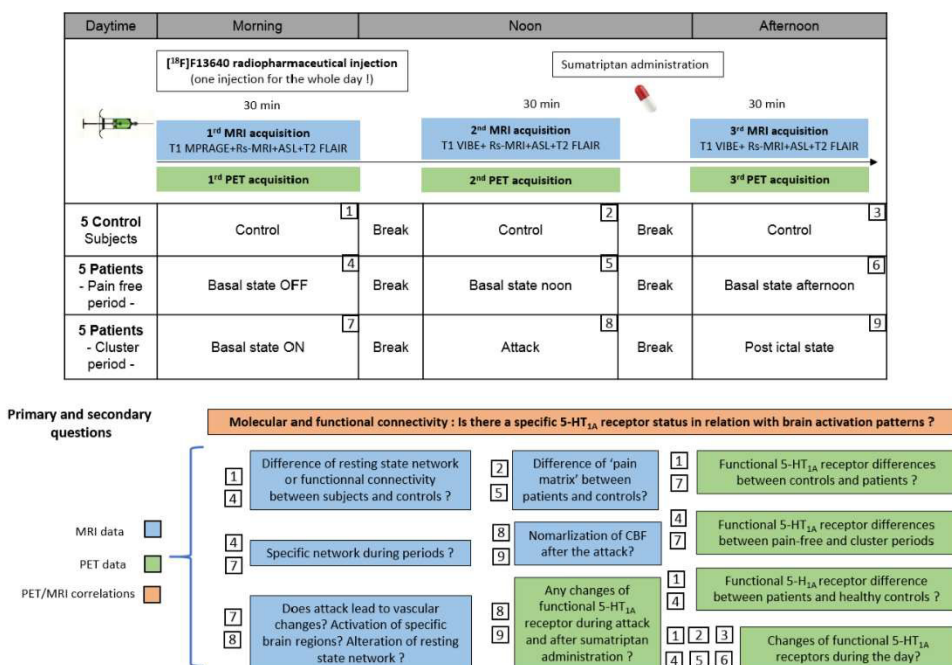 Daytime Morning Noon Afternoon
[18F]F13640 radiopharmaceutical injection
(one injection for the whole day !)
Sumatriptan administration
30 min 30 min 30 min
1rd MRI acquisition
T1 MPRAGE+Rs-MRI+ASL+T2 FLAIR
2nd MRI acquisition
T1 VIBE+ Rs-MRI+ASL+T2 FLAIR
3rd MRI acquisition
T1 VIBE+ Rs-MRI+ASL+T2 FLAIR
1rd PET acquisition 2nd PET acquisition 3rd PET acquisition
5 Control
Subjects
Control 1 Break Control 2 Break Control 3
5 Patients
- Pain free
period -
Basal state OFF 4 Break Basal state noon 5 Break Basal state afternoon 6
5 Patients
- Cluster
period -
Basal state ON 7 Break Attack 8 Break Post ictal state 9
Primary and secondary
questions
Molecular and functional connectivity : Is there a specific 5-HT1A receptor status in relation with brain activation patterns ?
MRI data
PET data
PET/MRI correlations
1
4
Difference of resting state network
or functionnal connectivity
between subjects and controls ?
4
7
Specific network during periods ?
7
8
Does attack lead to vascular
changes? Activation of specific
brain regions? Alteration of resting
state network ?
2
5
Difference of 'pain
matrix' between
patients and controls?
8
9
Nomarlization of CBF
after the attack?
8
9
Any changes of
functional 5-HT1A
receptor during attack
and after sumatriptan
administration ?
1
7
Functional 5-HT1A receptor differences
between controls and patients ?
4
7
Functional 5-HT1A receptor differences
between pain-free and cluster periods
1
4
Functional 5-H1A receptor difference
between patients and healthy controls ?
1 2 3
4 5 6
Changes of functional 5-HT1A
receptors during the day?